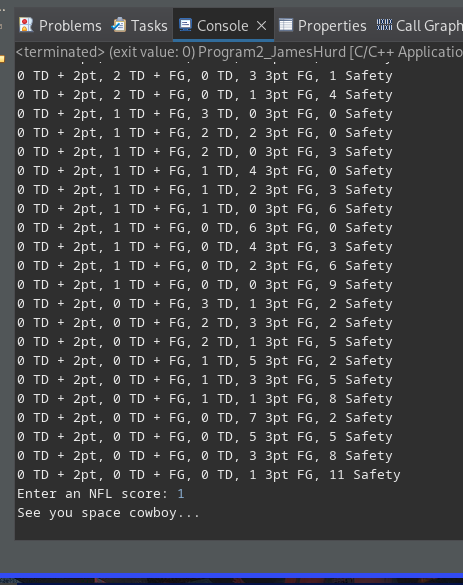 Problems Tasks Console Properties Call Graph
<terminated> (exit value: 0) Program2_JamesHurd [C/C++ Applicatio
0 TD + 2pt, 2 TD + FG, 0 TD, 3 3pt FG, 1 Safety
0 TD + 2pt, 2 TD + FG, 0 TD, 1 3pt FG, 4 Safety
0 TD + 2pt, 1 TD + FG, 3 TD, 0 3pt FG, 0 Safety
0 TD + 2pt, 1 TD + FG, 2 TD, 2 3pt FG, 0 Safety
0 TD + 2pt, 1 TD + FG, 2 TD, 0 3pt FG, 3 Safety
0 TD + 2pt, 1 TD + FG, 1 TD, 4 3pt FG, 0 Safety
0 TD + 2pt, 1 TD + FG, 1 TD, 2 3pt FG, 3 Safety
0 TD + 2pt, 1 TD + FG, 1 TD, 0 3pt FG, 6 Safety
0 TD + 2pt, 1 TD + FG, 0 TD, 6 3pt FG, 0 Safety
0 TD + 2pt, 1 TD + FG, 0 TD, 4 3pt FG, 3 Safety
0 TD + 2pt, 1 TD + FG, 0 TD, 2 3pt FG, 6 Safety
0 TD + 2pt, 1 TD + FG, 0 TD, 0 3pt FG, 9 Safety
0 TD + 2pt, 0 TD + FG, 3 TD, 1 3pt FG, 2 Safety
0 TD + 2pt, 0 TD + FG, 2 TD, 3 3pt FG, 2 Safety
0 TD + 2pt, 0 TD + FG, 2 TD, 1 3pt FG, 5 Safety
0 TD + 2pt, 0 TD + FG, 1 TD, 5 3pt FG, 2 Safety
0 TD + 2pt, 0 TD + FG, 1 TD, 3 3pt FG, 5 Safety
0 TD + 2pt, 0 TD + FG, 1 TD, 1 3pt FG, 8 Safety
0 TD + 2pt, 0 TD + FG, 0 TD, 7 3pt FG, 2 Safety
0 TD + 2pt, 0 TD + FG, 0 TD, 5 3pt FG, 5 Safety
0 TD + 2pt, 0 TD + FG, 0 TD, 3 3pt FG, 8 Safety
0 TD + 2pt, 0 TD + FG, 0 TD, 1 3pt FG, 11 Safety
Enter an NFL score: 1
See you space cowboy...